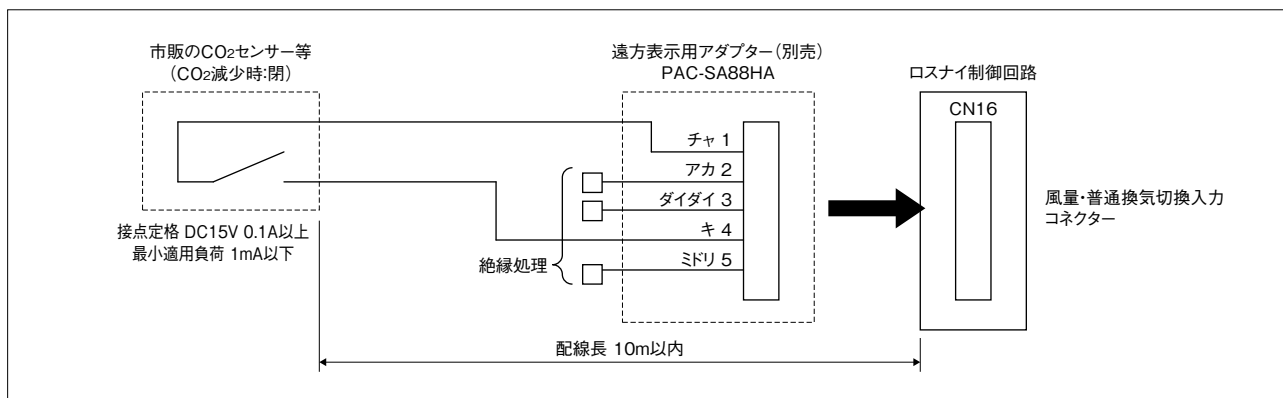 市販のCO2センサー等
（CO2減少時：閉）
接点定格 DC15V 0.1A以上
最小適用負荷 1mA以下
遠方表示用アダプター（別売）
PAC-SA88HA
チャ 1
アカ 2
ダイダイ 3
キ 4
ミドリ 5
絶縁処理
ロスナイ制御回路
CN16
風量・普通換気切換入力
コネクター
配線長 10m以内